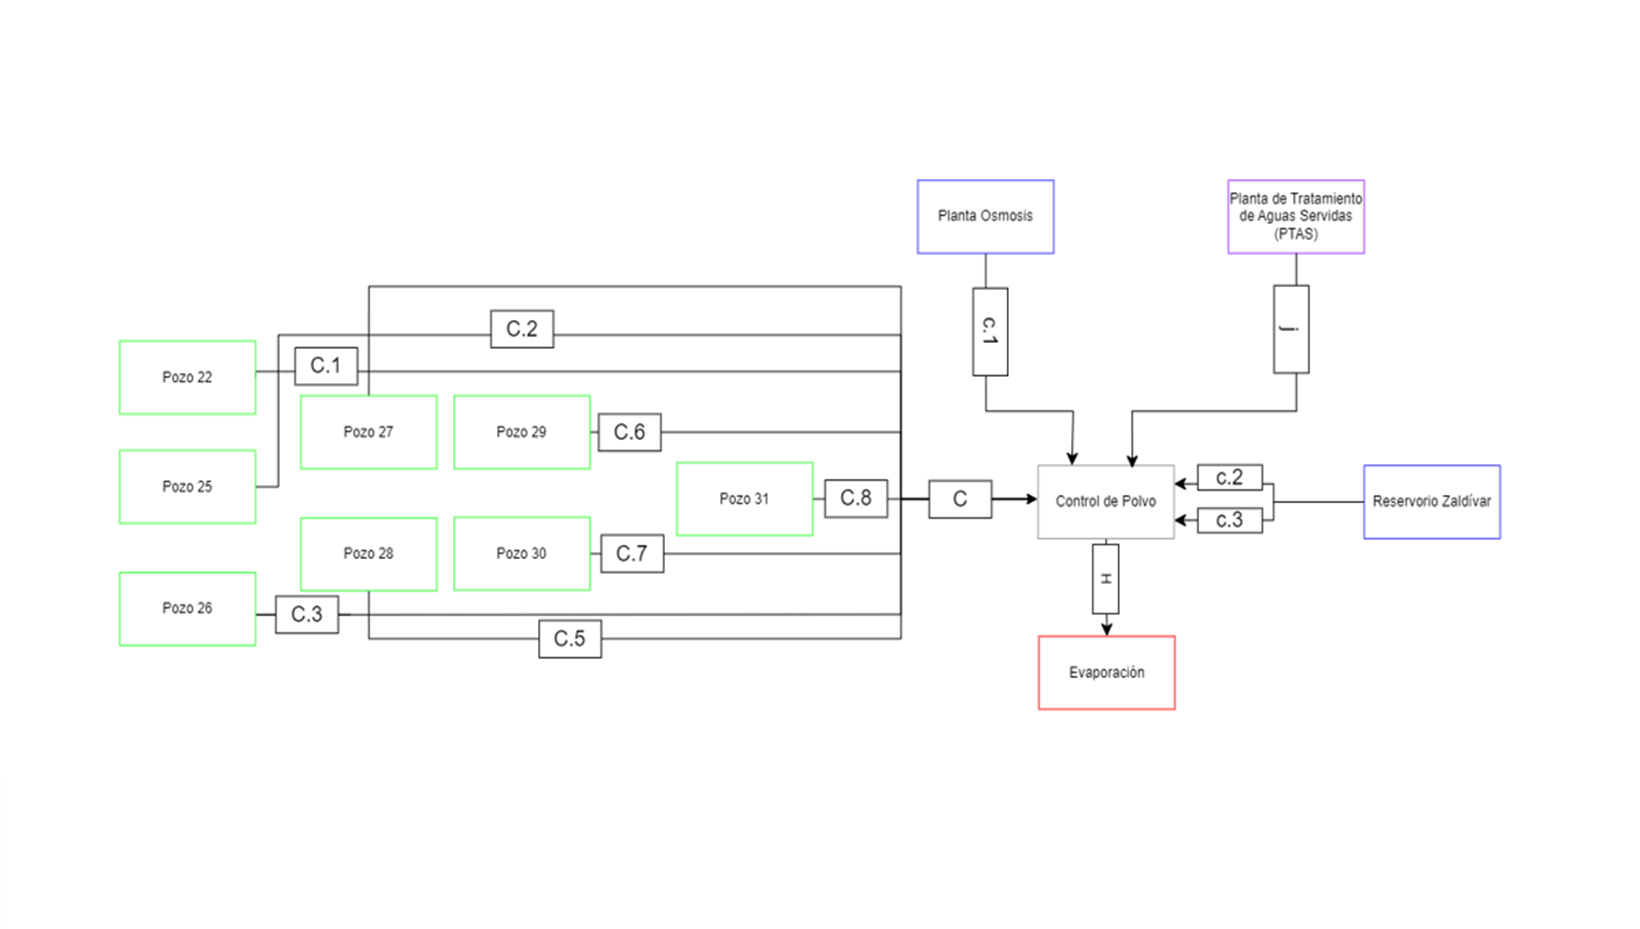 Planta Osmosis
Planta de Tratamiento
de Aguas Servidas
(PTAS)
c.1
j
C.2
C.1
Pozo 22
Pozo 27
Pozo 29
C.6
Pozo 25
Pozo 31
C.8
C
Control de Polvo
c.2
c.3
Reservorio Zaldívar
Pozo 28
Pozo 30
C.7
H
Pozo 26
C.3
C.5
Evaporación